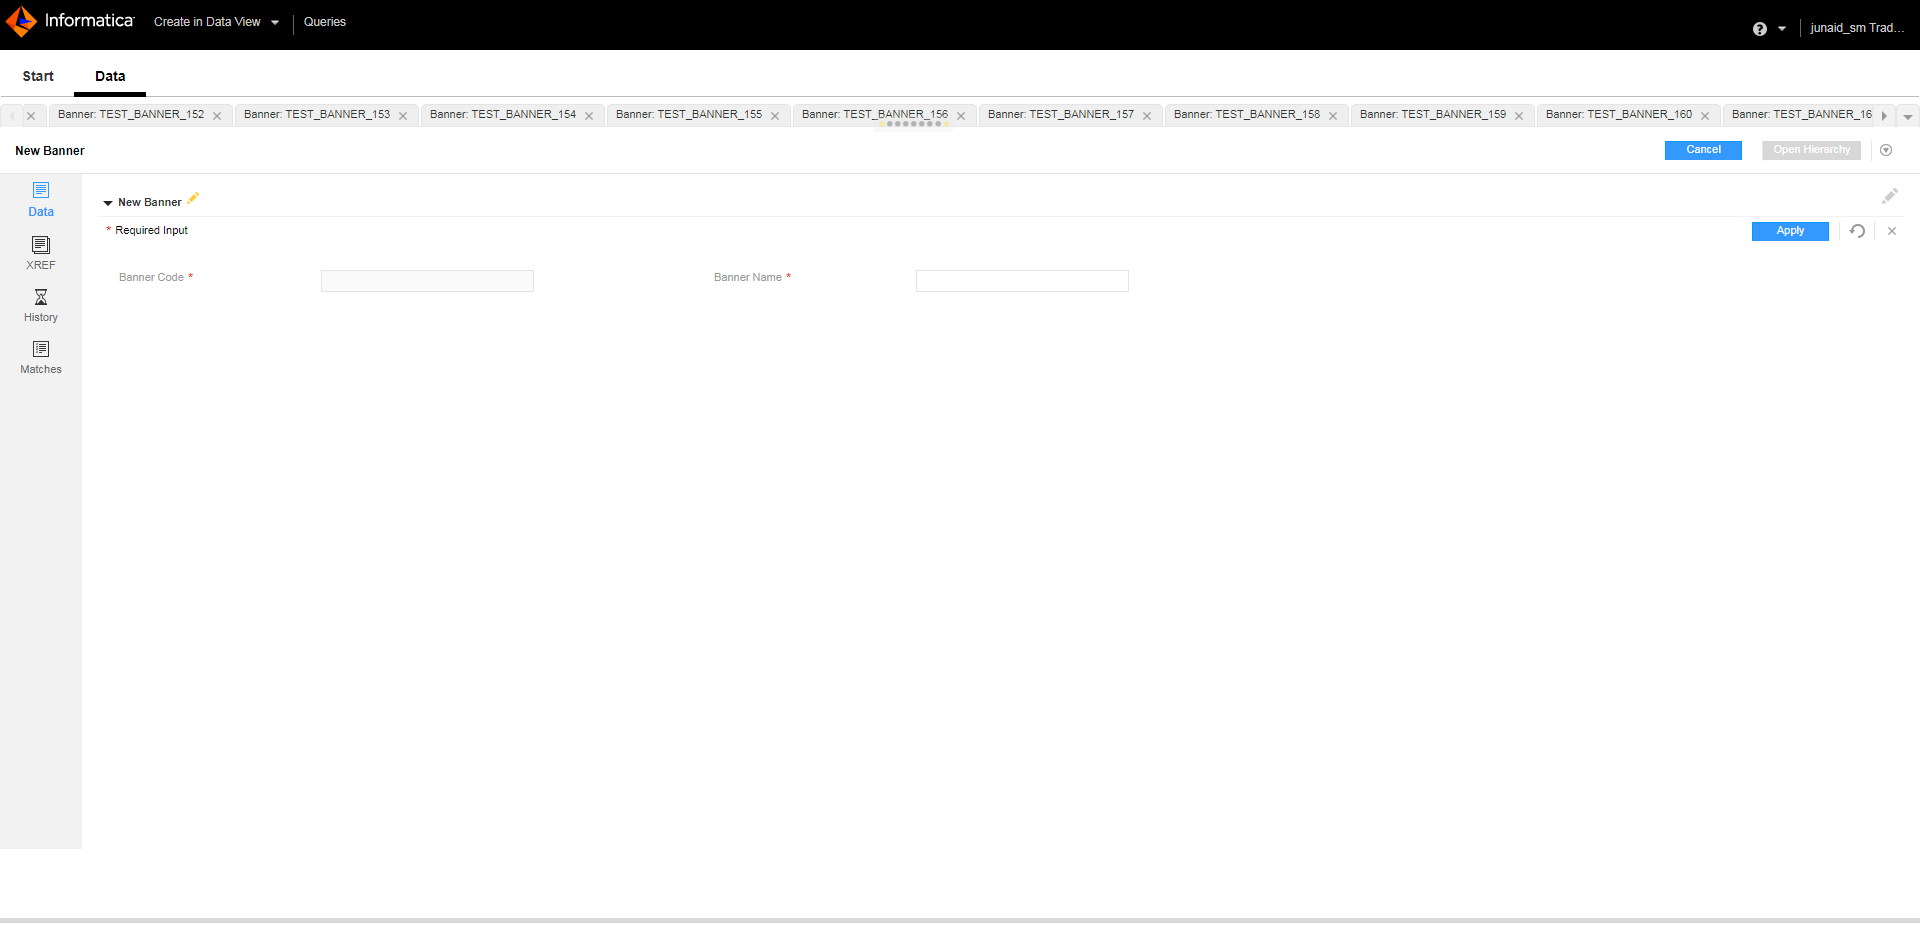 Informatica Create in Data View Queries junaid_sm Trad...
Start Data
Banner: TEST_BANNER_152 Banner: TEST_BANNER_153 Banner: TEST_BANNER_154 Banner: TEST_BANNER_155 Banner: TEST_BANNER_156 Banner: TEST_BANNER_157 Banner: TEST_BANNER_158 Banner: TEST_BANNER_159 Banner: TEST_BANNER_160 Banner: TEST_BANNER_16
New Banner Cancel Open Hierarchy
Data
XREF
History
Matches
New Banner
* Required Input Apply
Banner Code * Banner Name *